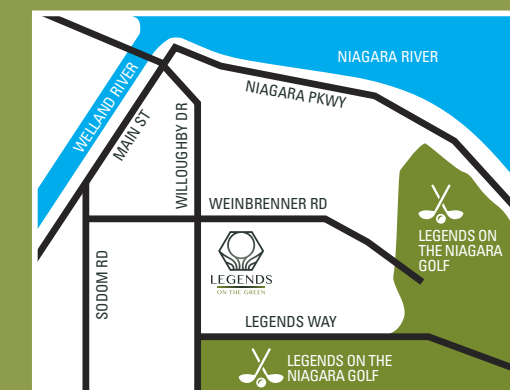 NIAGARA RIVER
WELLAND RIVER
NIAGARA PKWY
MAIN ST
WILLOUGHBY DR
WEINBRENNER RD
LEGENDS ON
THE NIAGARA
GOLF
LEGENDS
ON THE GREEN
SODOM RD
LEGENDS WAY
LEGENDS ON THE
NIAGARA GOLF